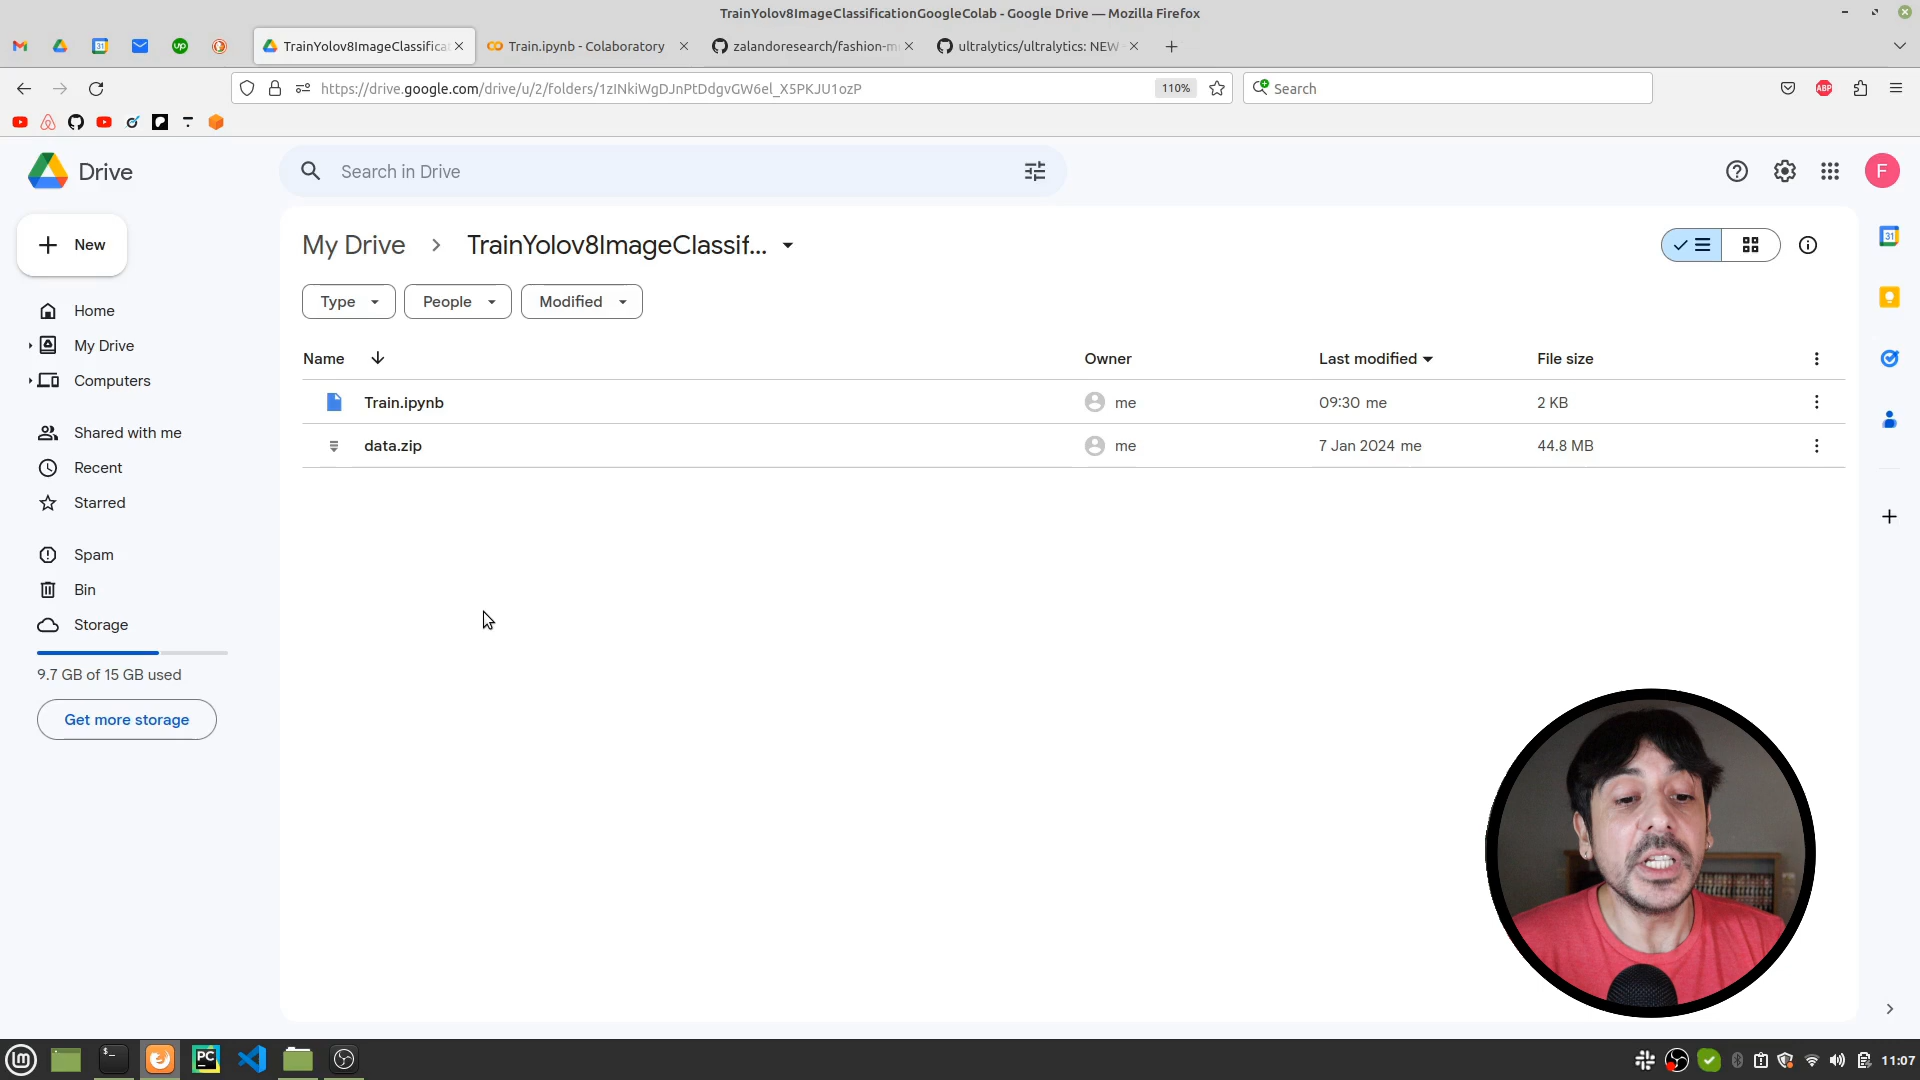 TrainYolov8ImageClassificationGoogleColab - Google Drive — Mozilla Firefox
TrainYolov8ImageClassifica
Train.ipynb - Colaboratory
zalandoresearch/fashion-m
ultralytics/ultralytics: NEW
https://drive.google.com/drive/u/2/folders/1zINkiWgDJnPtDdgvGW6el_X5PKJU1ozP
110%
Search
ABP
Drive
Search in Drive
F
New
My Drive
TrainYolov8ImageClassif...
31
Type
People
Modified
Home
My Drive
Computers
Name
Owner
Last modified
File size
Train.ipynb
me
09:30 me
2 KB
data.zip
me
7 Jan 2024 me
44.8 MB
Shared with me
Recent
Starred
Spam
Bin
Storage
9.7 GB of 15 GB used
Get more storage
PC
11:07